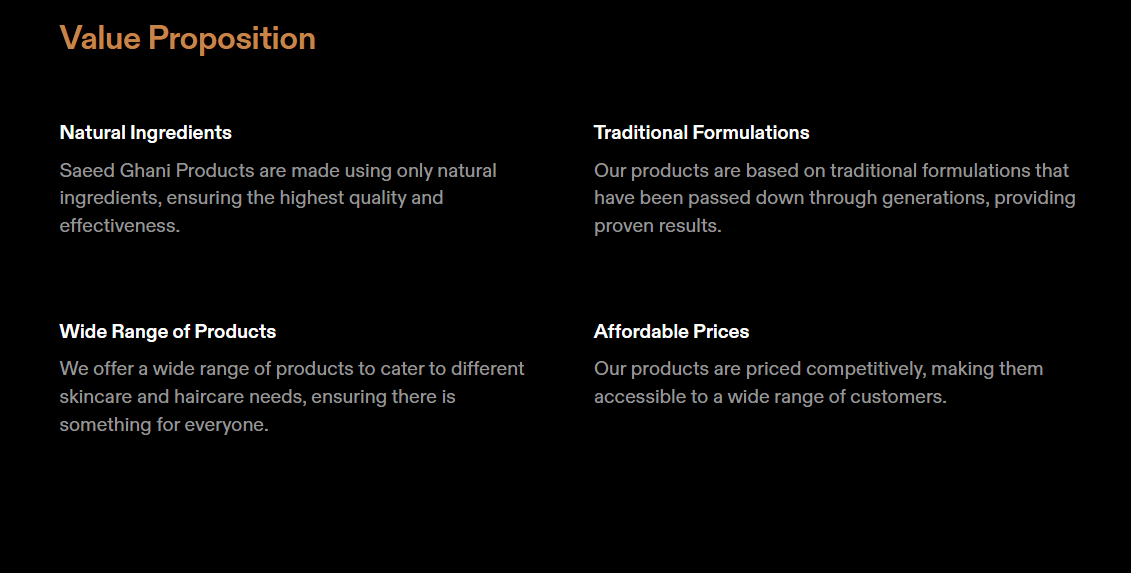 Value Proposition
Natural Ingredients
Saeed Ghani Products are made using only natural
ingredients, ensuring the highest quality and
effectiveness.
Traditional Formulations
Our products are based on traditional formulations that
have been passed down through generations, providing
proven results.
Wide Range of Products
We offer a wide range of products to cater to different
skincare and haircare needs, ensuring there is
something for everyone.
Affordable Prices
Our products are priced competitively, making them
accessible to a wide range of customers.